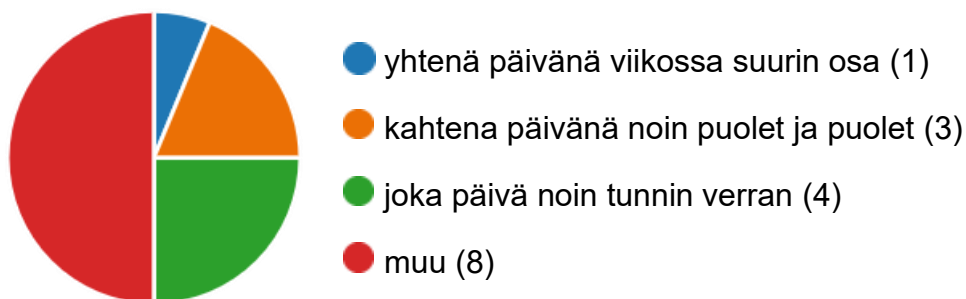 yhtenä päivänä viikossa suurin osa (1)
kahtena päivänä noin puolet ja puolet (3)
joka päivä noin tunnin verran (4)
muu (8)